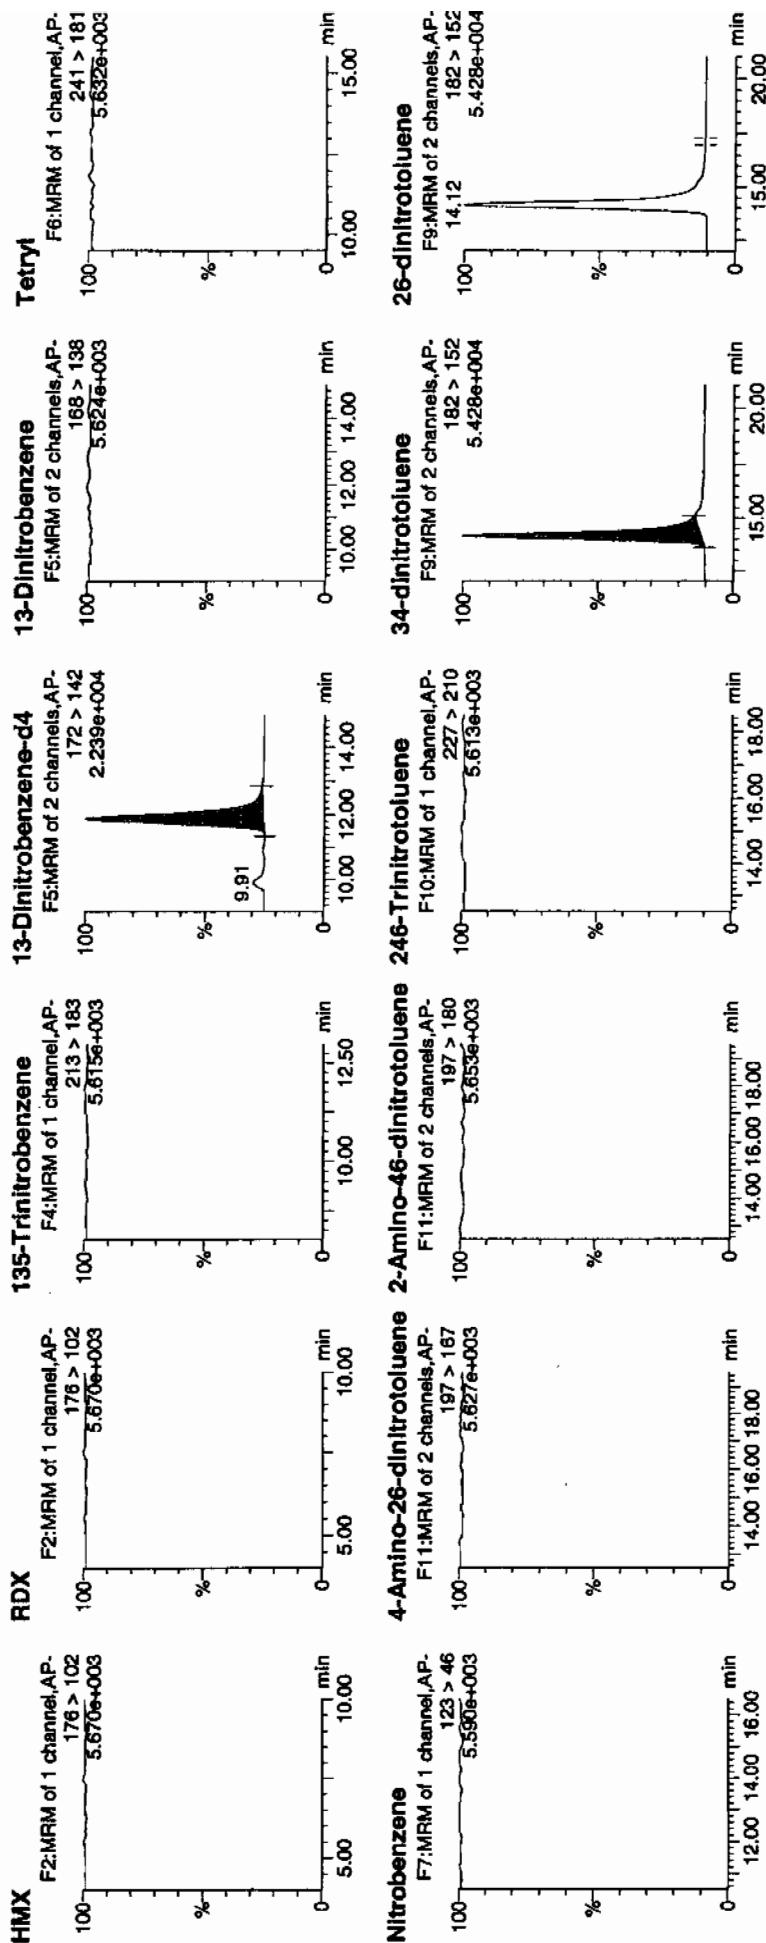 HMX
F2:MRM of 1 channel,AP-
176 > 102
5.670e+003
100
%
0
5.00
10.00
min
RDX
F2:MRM of 1 channel,AP-
176 > 102
5.670e+003
100
%
0
5.00
10.00
min
135-Trinitrobenzene
F4:MRM of 1 channel,AP-
213 > 183
5.615e+003
100
%
0
10.00
12.50
min
13-Dinitrobenzene-d4
F5:MRM of 2 channels,AP-
172 > 142
2.239e+004
100
9.91
%
0
10.00
12.00
14.00
min
13-Dinitrobenzene
F5:MRM of 2 channels,AP-
168 > 138
5.624e+003
100
%
0
10.00
12.00
14.00
min
Tetryl
F6:MRM of 1 channel,AP-
241 > 181
5.632e+003
100
%
0
10.00
15.00
min
Nitrobenzene
F7:MRM of 1 channel,AP-
123 > 46
5.590e+003
100
%
0
12.00
14.00
16.00
min
4-Amino-26-dinitrotoluene
F11:MRM of 2 channels,AP-
197 > 167
5.627e+003
100
%
0
14.00
16.00
18.00
min
2-Amino-46-dinitrotoluene
F11:MRM of 2 channels,AP-
197 > 180
5.653e+003
100
%
0
14.00
16.00
18.00
min
246-Trinitrotoluene
F10:MRM of 1 channel,AP-
227 > 210
5.613e+003
100
%
0
14.00
16.00
18.00
min
34-dinitrotoluene
F9:MRM of 2 channels,AP-
182 > 152
5.428e+004
100
%
0
15.00
20.00
min
26-dinitrotoluene
F9:MRM of 2 channels,AP-
182 > 152
5.428e+004
14.12
100
%
0
15.00
20.00
min